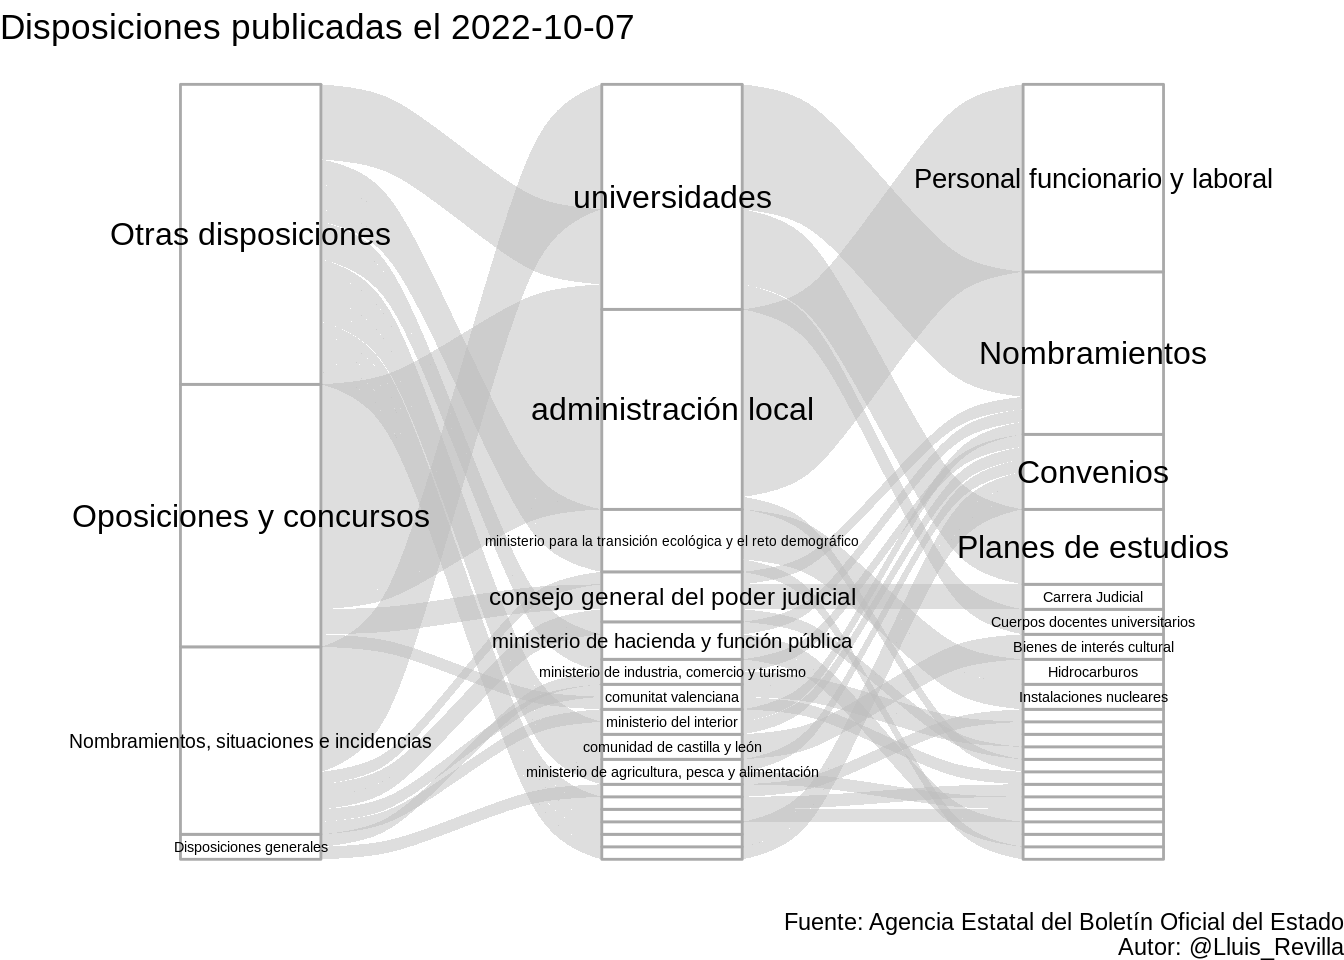 Disposiciones publicadas el 2022-10-07
Otras disposiciones
Oposiciones y concursos
Nombramientos, situaciones e incidencias
Disposiciones generales
universidades
administración local
ministerio para la transición ecológica y el reto demográfico
consejo general del poder judicial
ministerio de hacienda y función pública
ministerio de industria, comercio y turismo
comunitat valenciana
ministerio del interior
comunidad de castilla y león
ministerio de agricultura, pesca y alimentación
Personal funcionario y laboral
Nombramientos
Convenios
Planes de estudios
Carrera Judicial
Cuerpos docentes universitarios
Bienes de interés cultural
Hidrocarburos
Instalaciones nucleares
Fuente: Agencia Estatal del Boletín Oficial del Estado
Autor: @Lluis_Revilla